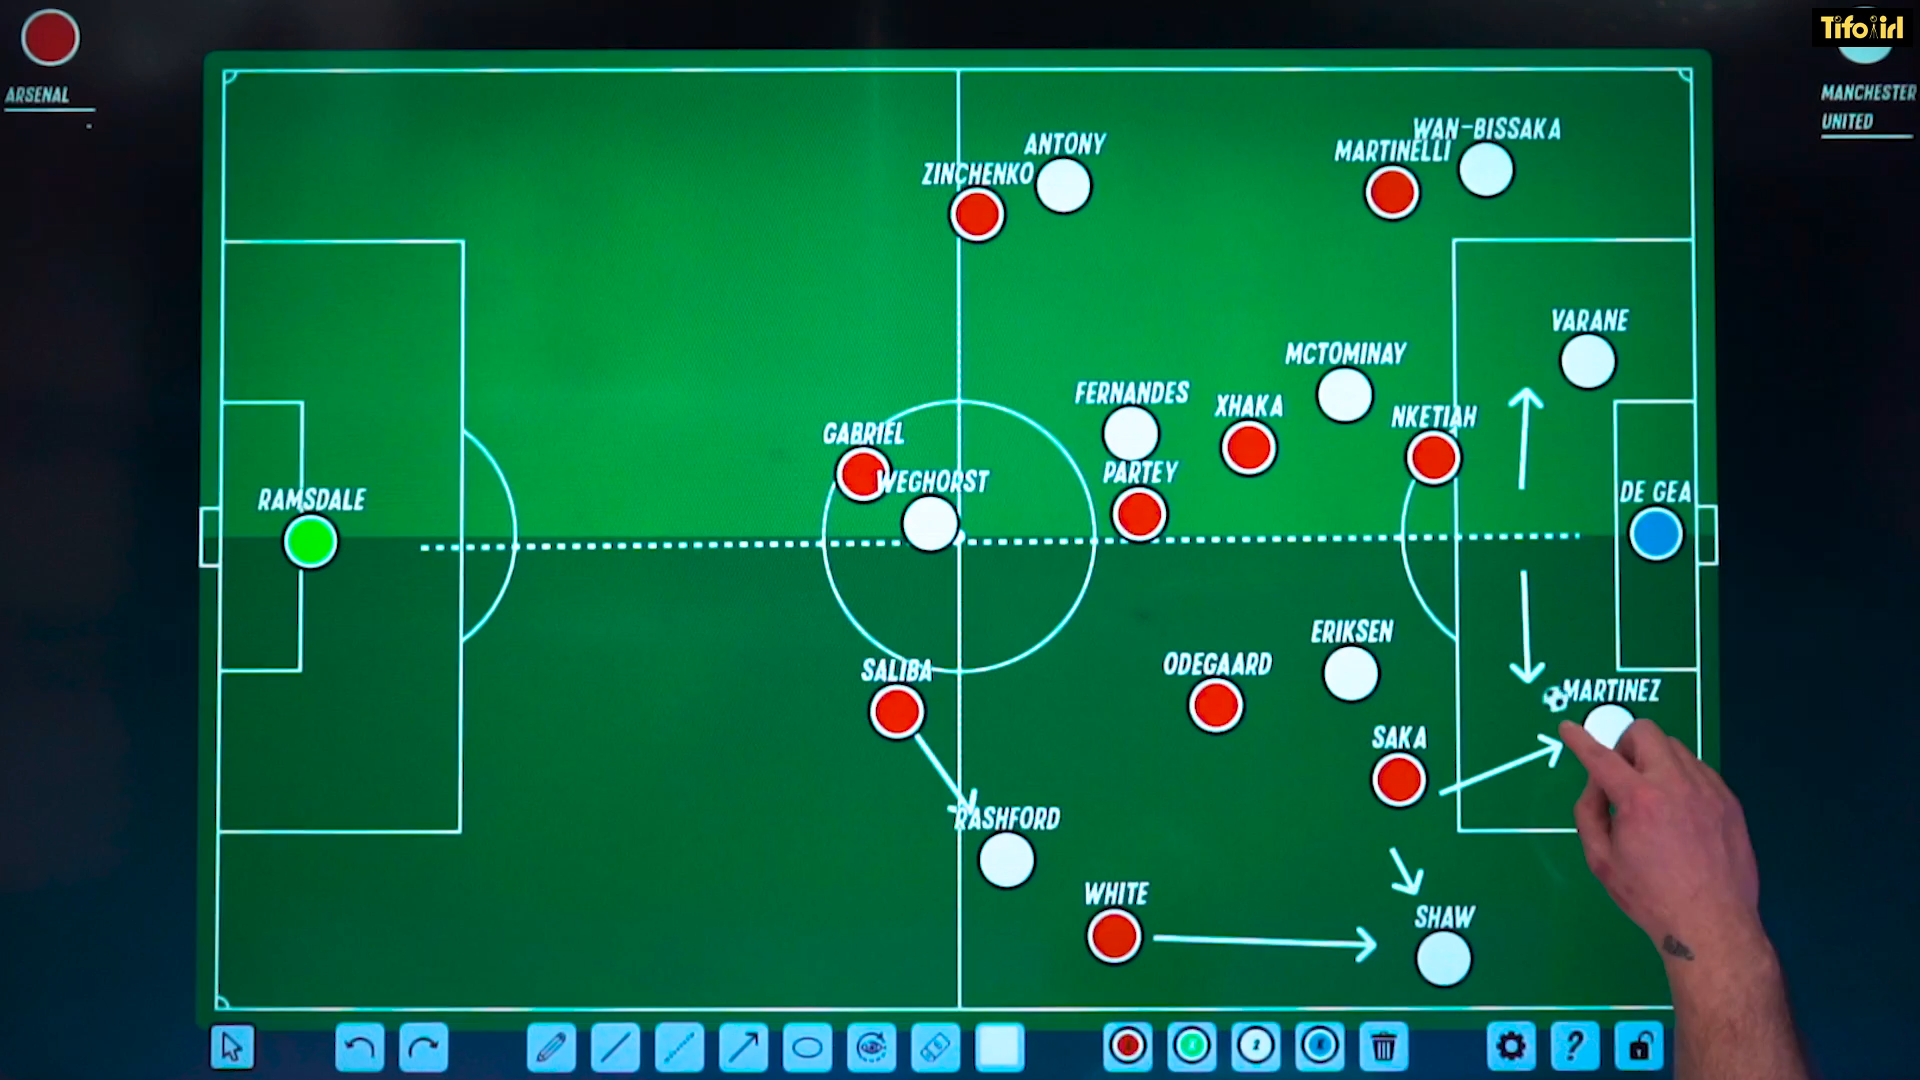 Tifo irl
ARSENAL
MANCHESTER
UNITED
ANTONY
WAN-BISSAKA
MARTINELLI
ZINCHENKO
VARANE
MCTOMINAY
FERNANDES
XHAKA
NKETIAH
GABRIEL
PARTEY
WEGHORST
RAMSDALE
DE GEA
ERIKSEN
ODEGAARD
SALIBA
MARTINEZ
SAKA
RASHFORD
WHITE
SHAW
?